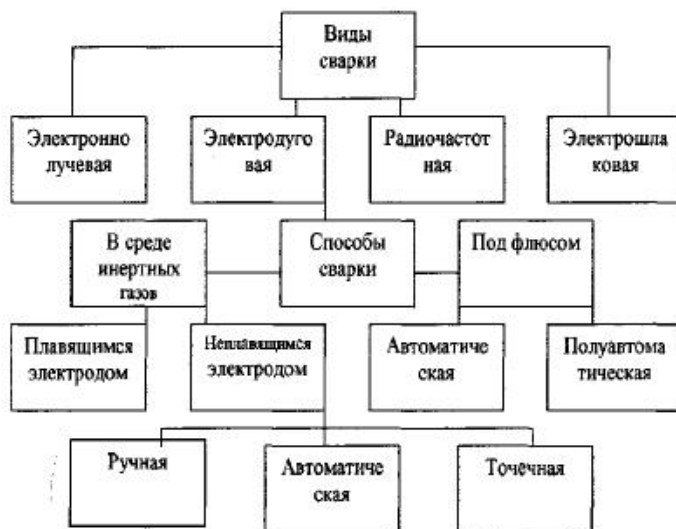 Виды
сварки
Электронно
лучевая
Электродуго
вая
Радиочастот
ная
Электрошла
ковая
В среде
инертных
газов
Способы
сварки
Под флюсом
Плавящимся
электродом
Неплавящимся
электродом
Автоматиче
ская
Полуавтома
тическая
Ручная
Автоматиче
ская
Точечная